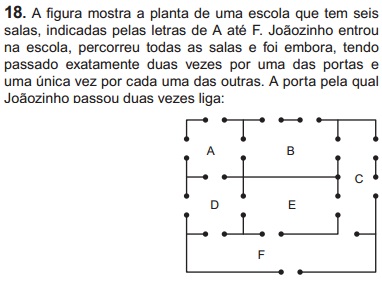 18. A figura mostra a planta de uma escola que tem seis
salas, indicadas pelas letras de A até F. Joãozinho entrou
na escola, percorreu todas as salas e foi embora, tendo
passado exatamente duas vezes por uma das portas e
uma única vez por cada uma das outras. A porta pela qual
Joãozinho passou duas vezes liga:
A
B
C
D
E
F